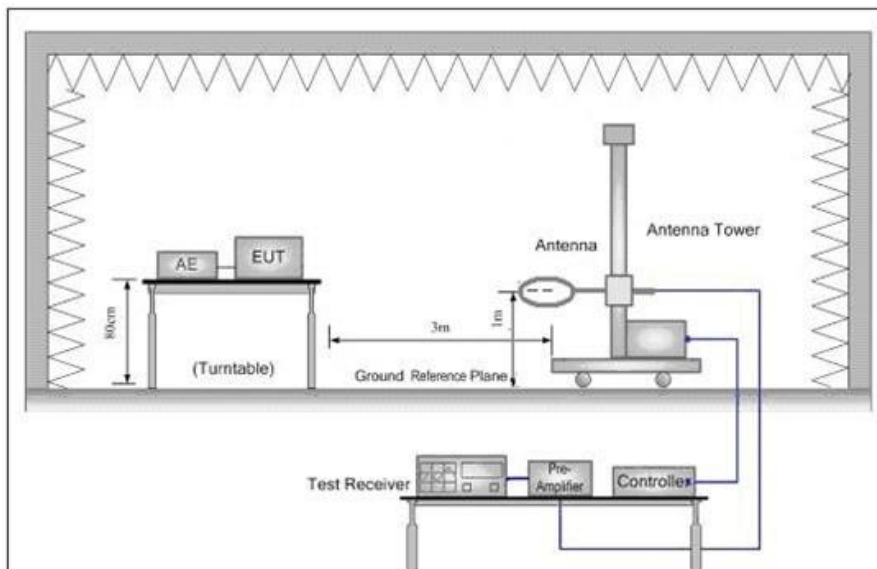 Antenna
Antenna Tower
AE
EUT
80cm
(Turntable)
3m
1m
Ground Reference Plane
Test Receiver
Pre-
Amplifier
Controller